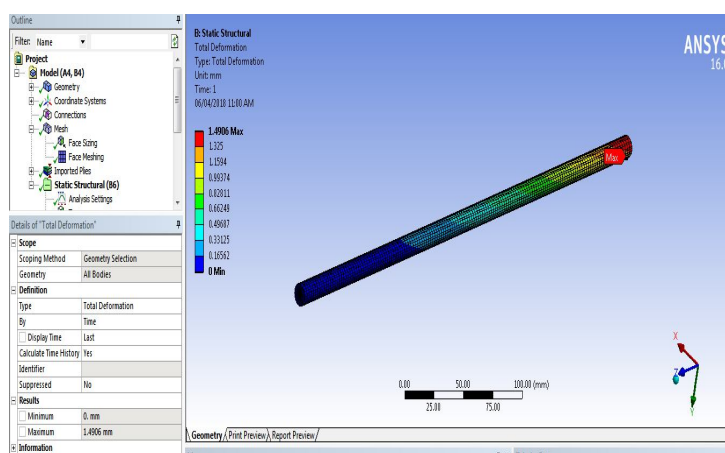 Outline
Filter: Name
Project
Model (A4, B4)
Geometry
Coordinate Systems
Connections
Mesh
Face Sizing
Face Meshing
Imported Plies
Static Structural (B6)
Analysis Settings
Details of "Total Deformation"
Scope
Scoping Method Geometry Selection
Geometry All Bodies
Definition
Type Total Deformation
By Time
Display Time Last
Calculate Time History Yes
Identifier
Suppressed No
Results
Minimum 0. mm
Maximum 1.4906 mm
Information
B: Static Structural
Total Deformation
Type: Total Deformation
Unit: mm
Time: 1
06/04/2018 11:00 AM
1.4906 Max
1.325
1.1594
0.99374
0.82811
0.66249
0.49687
0.33125
0.16562
0 Min
ANSYS
16.0
Max
X
Z
Y
0.00 50.00 100.00 (mm)
25.00 75.00
Geometry Print Preview Report Preview